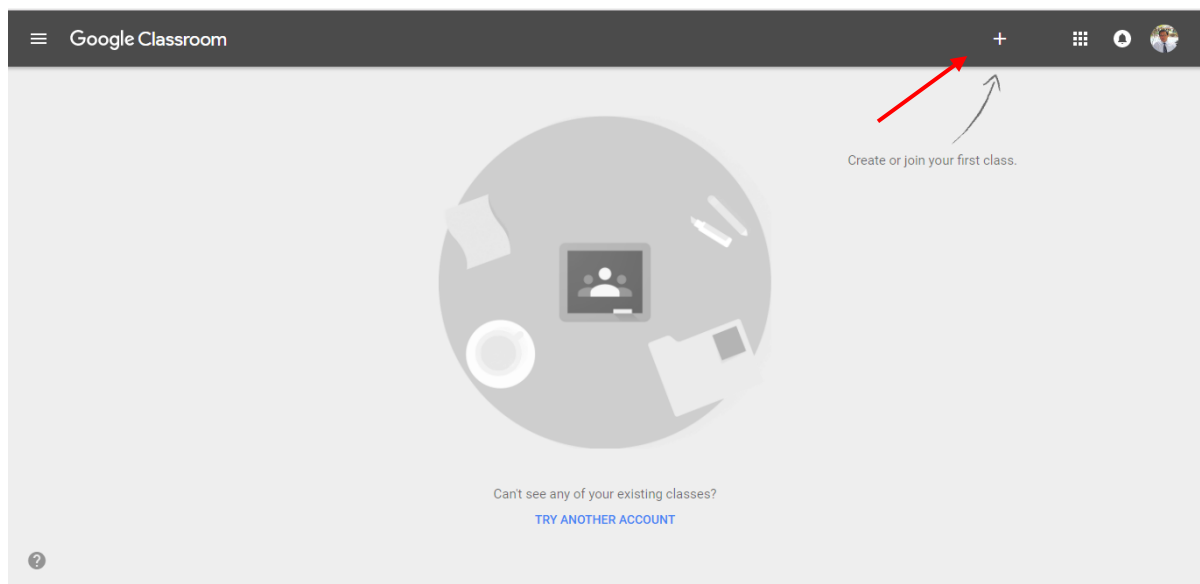 Google Classroom
Create or join your first class.
Can't see any of your existing classes?
TRY ANOTHER ACCOUNT